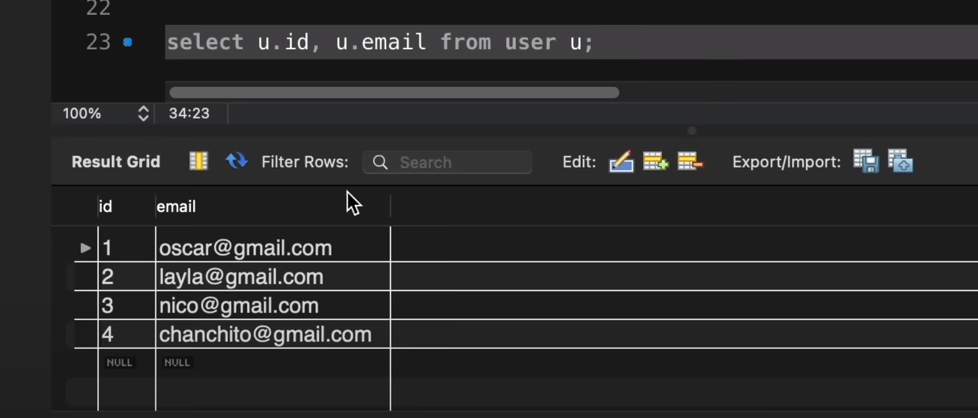 22
23 select u.id, u.email from user u;
100% 34:23
Result Grid Filter Rows: Search Edit: Export/Import:
id email
1 oscar@gmail.com
2 layla@gmail.com
3 nico@gmail.com
4 chanchito@gmail.com
NULL NULL